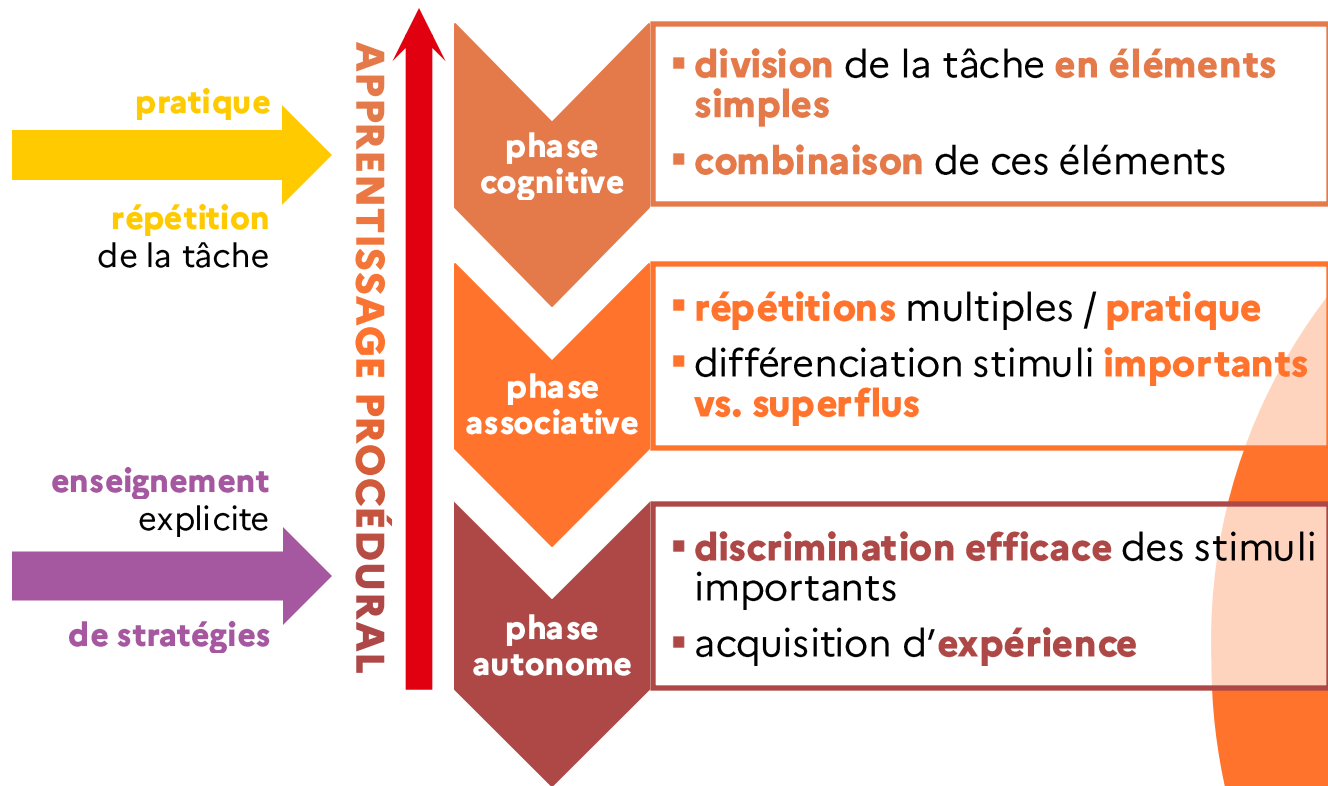 pratique
répétition
de la tâche
enseignement
explicite
de stratégies
APPRENTISSAGE PROCÉDURAL
phase
cognitive
▪ division de la tâche en éléments
simples
▪ combinaison de ces éléments
phase
associative
▪ répétitions multiples / pratique
▪ différenciation stimuli importants
vs. superflus
phase
autonome
▪ discrimination efficace des stimuli
importants
▪ acquisition d’expérience